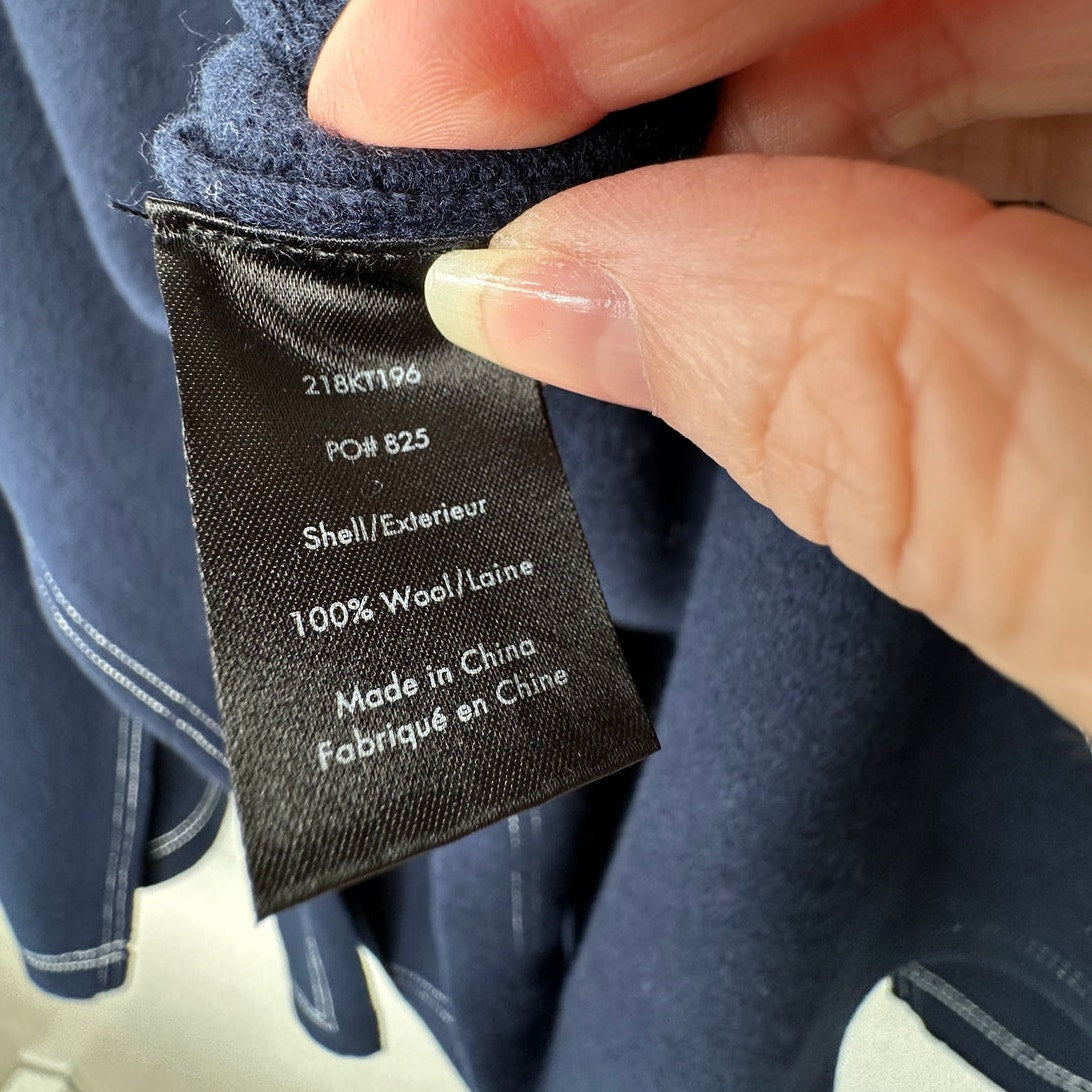 218KT196
PO# 825
Shell/Exterieur
100% Wool/Laine
Made in China
Fabriqué en Chine